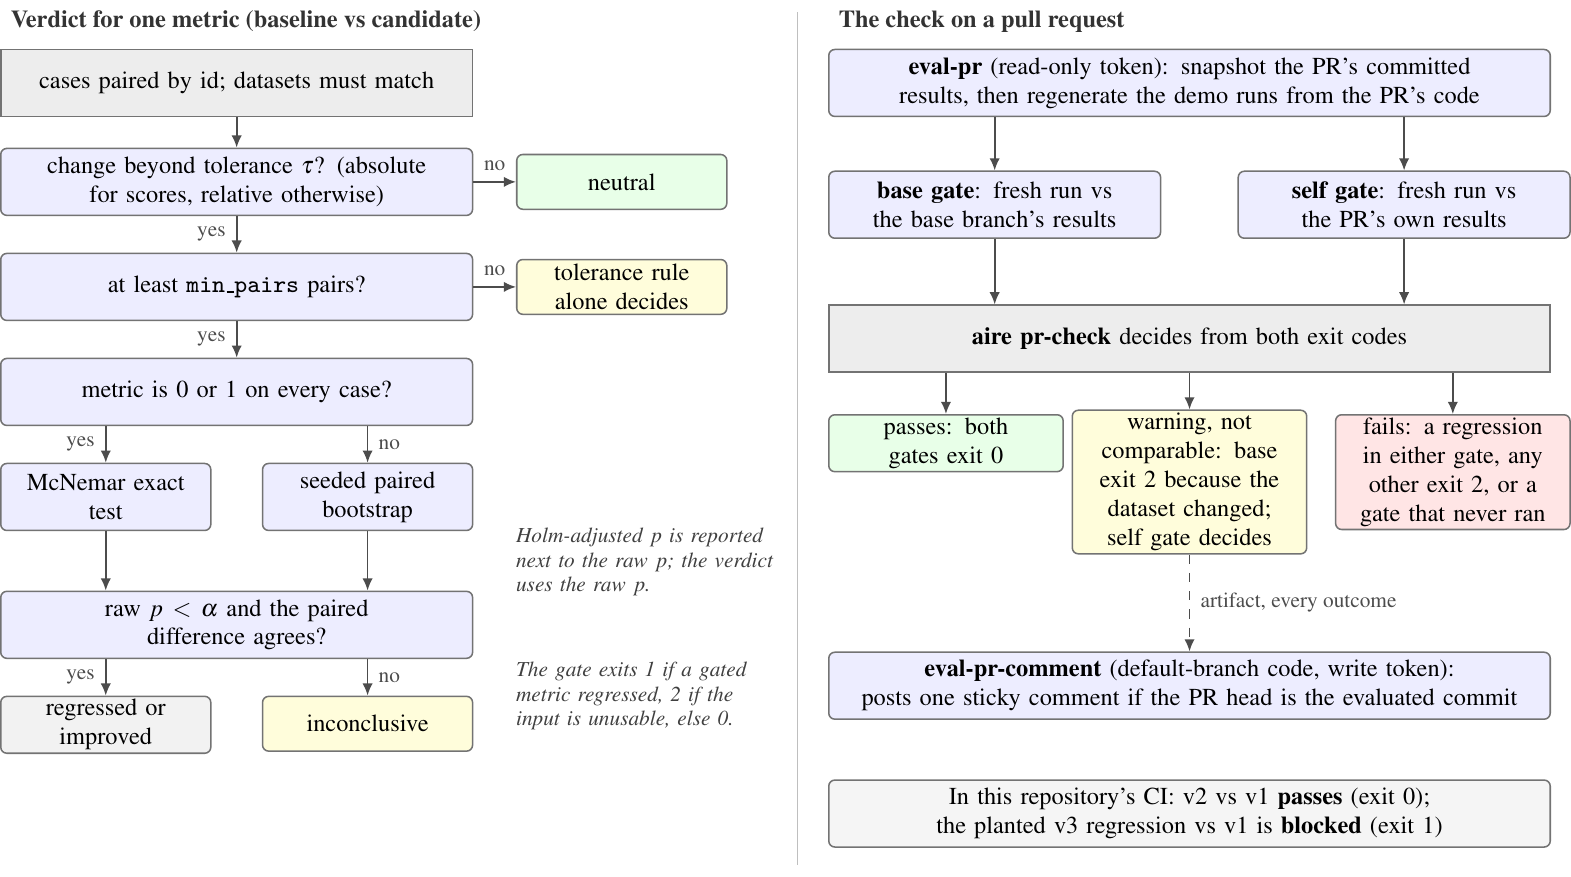 Verdict for one metric (baseline vs candidate)
cases paired by id; datasets must match
change beyond tolerance τ? (absolute
for scores, relative otherwise)
no
neutral
yes
at least min_pairs pairs?
no
tolerance rule
alone decides
yes
metric is 0 or 1 on every case?
yes
no
McNemar exact
test
seeded paired
bootstrap
Holm-adjusted p is reported
next to the raw p; the verdict
uses the raw p.
raw p < α and the paired
difference agrees?
yes
no
regressed or
improved
inconclusive
The gate exits 1 if a gated
metric regressed, 2 if the
input is unusable, else 0.
The check on a pull request
eval-pr (read-only token): snapshot the PR's committed
results, then regenerate the demo runs from the PR's code
base gate: fresh run vs
the base branch's results
self gate: fresh run vs
the PR's own results
aire pr-check decides from both exit codes
passes: both
gates exit 0
warning, not
comparable: base
exit 2 because the
dataset changed;
self gate decides
fails: a regression
in either gate, any
other exit 2, or a
gate that never ran
artifact, every outcome
eval-pr-comment (default-branch code, write token):
posts one sticky comment if the PR head is the evaluated commit
In this repository's CI: v2 vs v1 passes (exit 0);
the planted v3 regression vs v1 is blocked (exit 1)